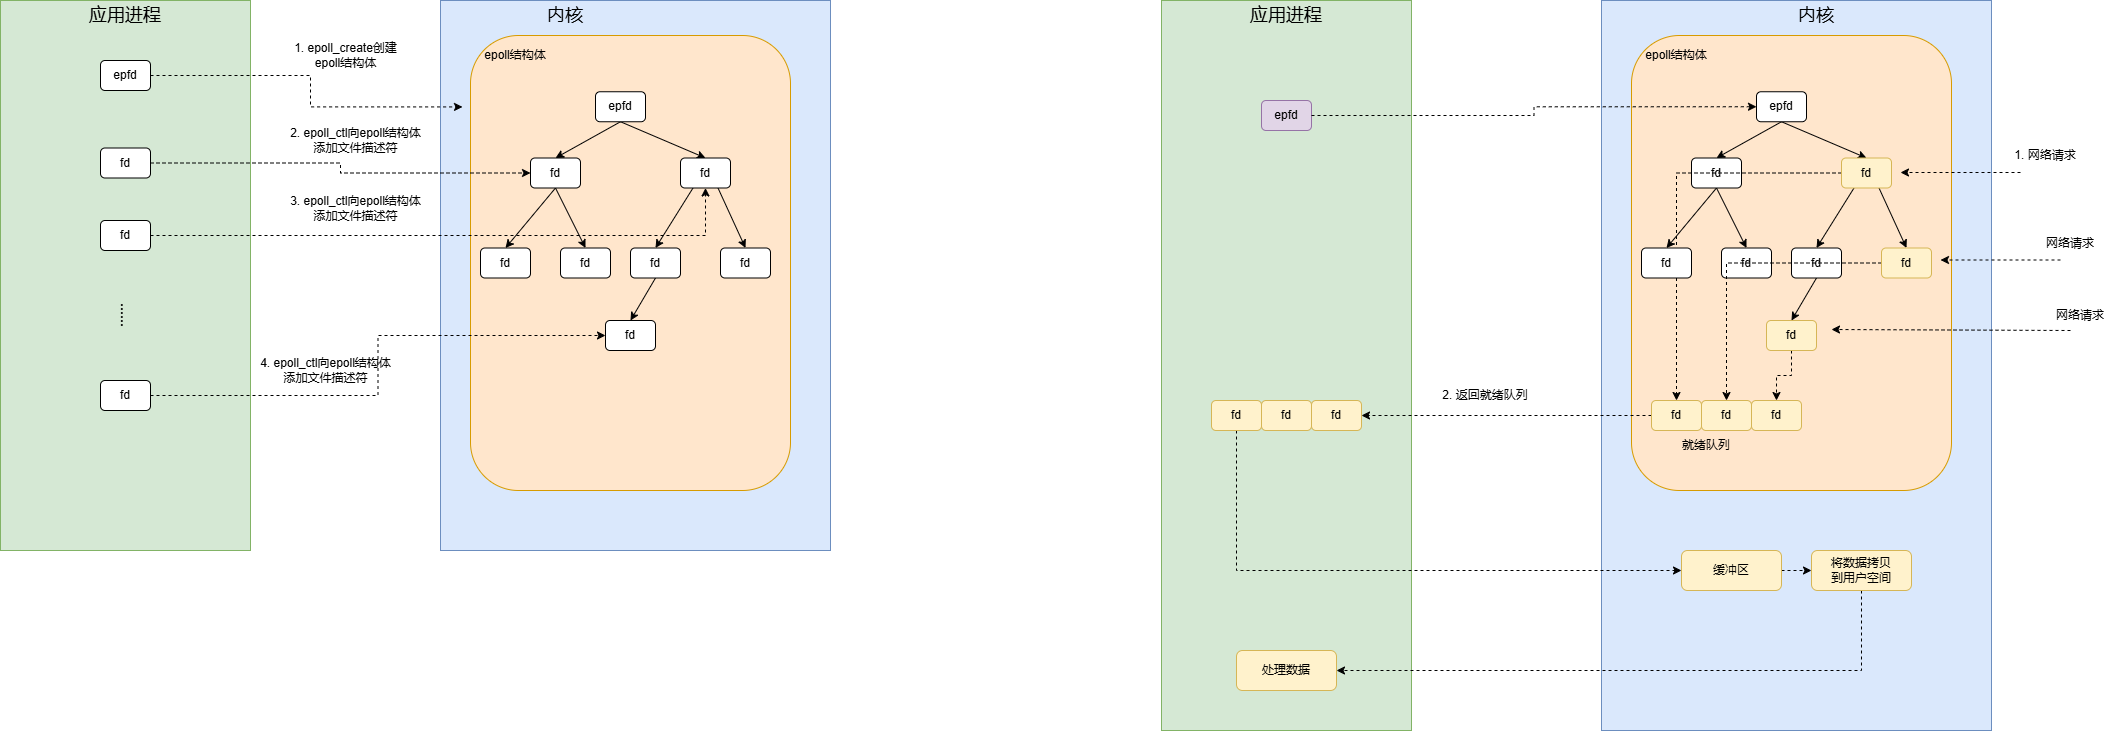 应用进程
内核
epoll结构体
epfd
1. epoll_create创建
epoll结构体
epfd
fd
2. epoll_ctl向epoll结构体
添加文件描述符
fd
fd
fd
3. epoll_ctl向epoll结构体
添加文件描述符
fd
fd
fd
fd
fd
4. epoll_ctl向epoll结构体
添加文件描述符
fd
应用进程
内核
epoll结构体
epfd
epfd
1. 网络请求
fd
fd
网络请求
fd
fd
fd
fd
网络请求
fd
2. 返回就绪队列
fd
fd
fd
fd
fd
fd
就绪队列
缓冲区
将数据拷贝
到用户空间
处理数据